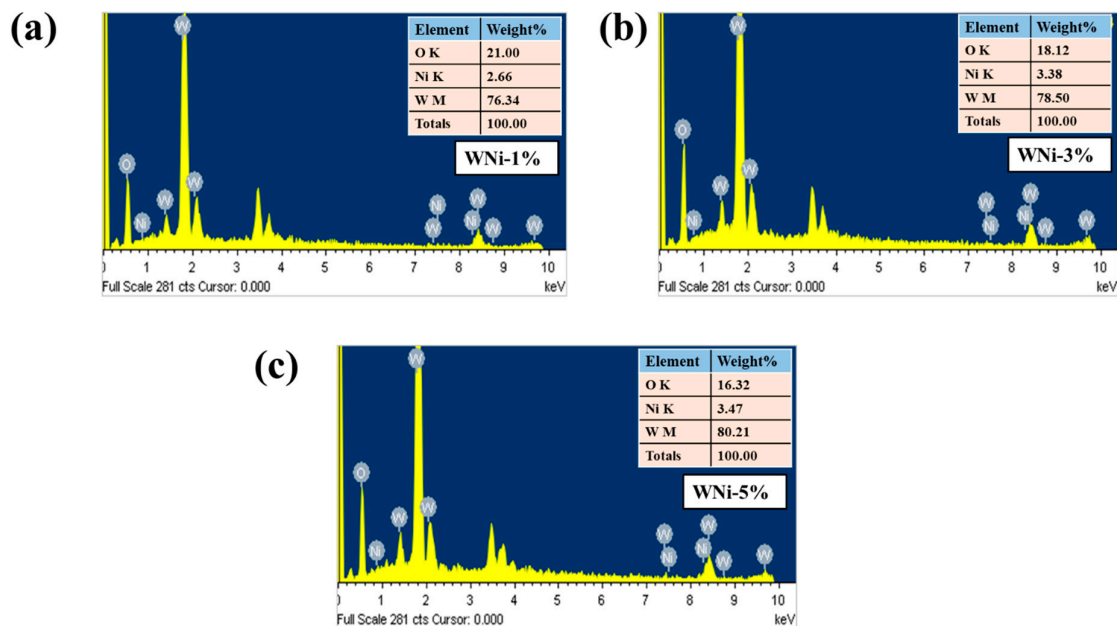 (a)
Element Weight%
O K 21.00
Ni K 2.66
W M 76.34
Totals 100.00
WNi-1%
W
O
Ni
W
W
Ni
W
W
Ni
W
W
0 1 2 3 4 5 6 7 8 9 10
Full Scale 281 cts Cursor: 0.000 keV
(b)
Element Weight%
O K 18.12
Ni K 3.38
W M 78.50
Totals 100.00
WNi-3%
W
O
W
W
Ni
W
W
Ni
Ni
W
W
0 1 2 3 4 5 6 7 8 9 10
Full Scale 281 cts Cursor: 0.000 keV
(c)
Element Weight%
O K 16.32
Ni K 3.47
W M 80.21
Totals 100.00
WNi-5%
W
O
W
W
Ni
W
W
Ni
Ni
W
W
0 1 2 3 4 5 6 7 8 9 10
Full Scale 281 cts Cursor: 0.000 keV